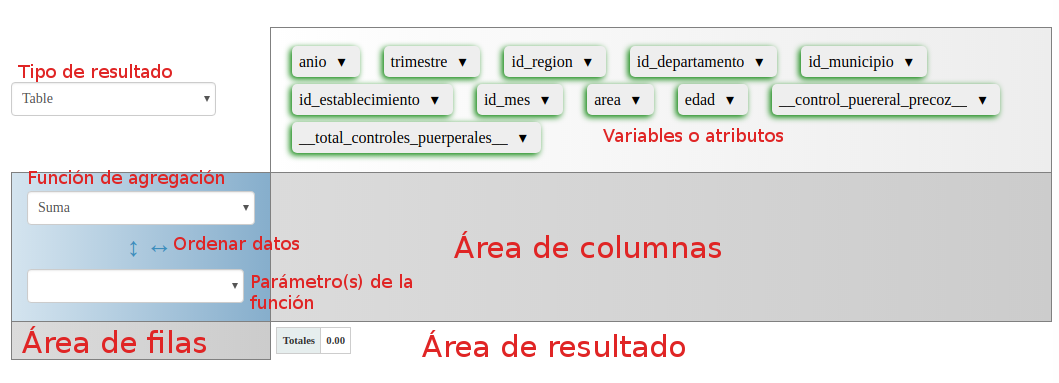 anio ▼ trimestre ▼ id_region ▼ id_departamento ▼ id_municipio ▼
Tipo de resultado
Table ▾
id_establecimiento ▼ id_mes ▼ area ▼ edad ▼ __control_puereral_precoz__ ▼
__total_controles_puerperales__ ▼
Variables o atributos
Función de agregación
Suma ▾
↕ ↔ Ordenar datos
Área de columnas
▾ Parámetro(s) de la
función
Área de filas
Totales 0.00
Área de resultado